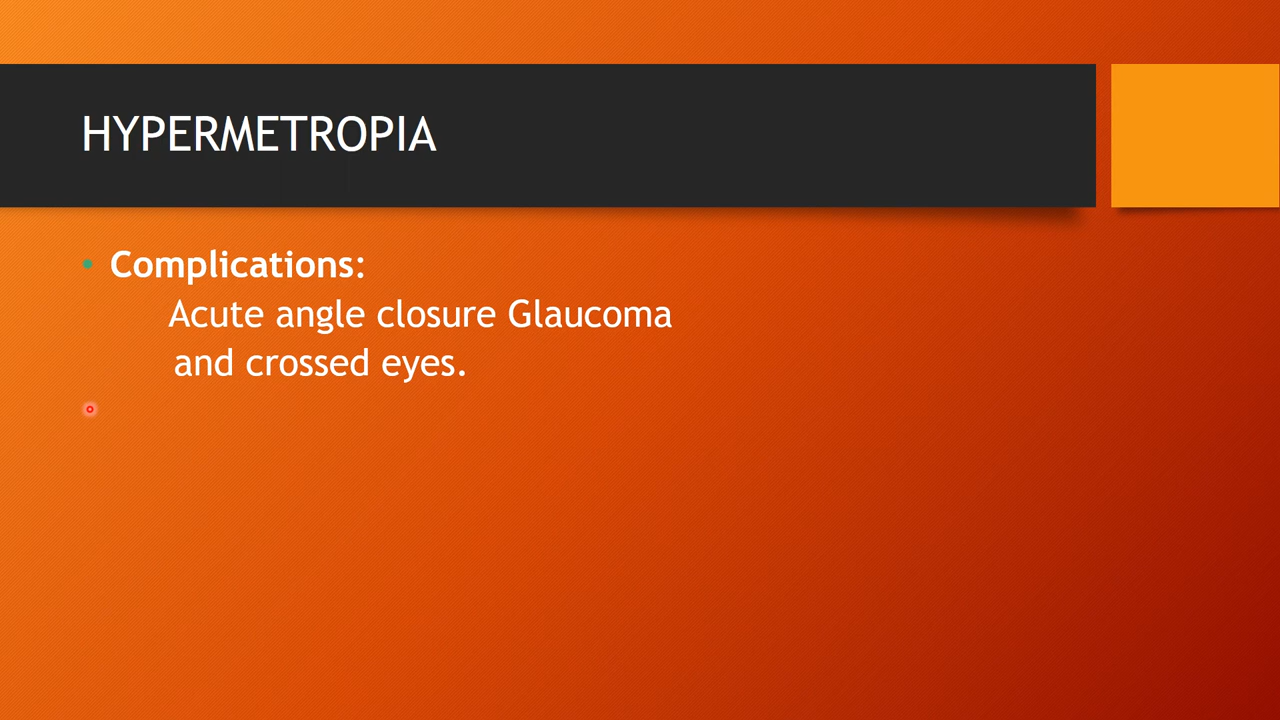 HYPERMETROPIA
• Complications:
Acute angle closure Glaucoma
and crossed eyes.